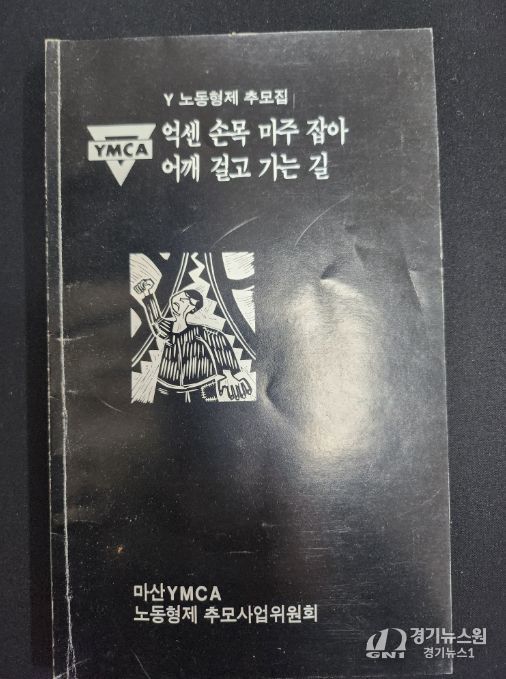 Y 노동형제 추모집
YMCA
억센 손목 마주 잡아
어깨 걸고 가는 길
마산YMCA
노동형제 추모사업위원회
GN1
경기뉴스원
경기뉴스1